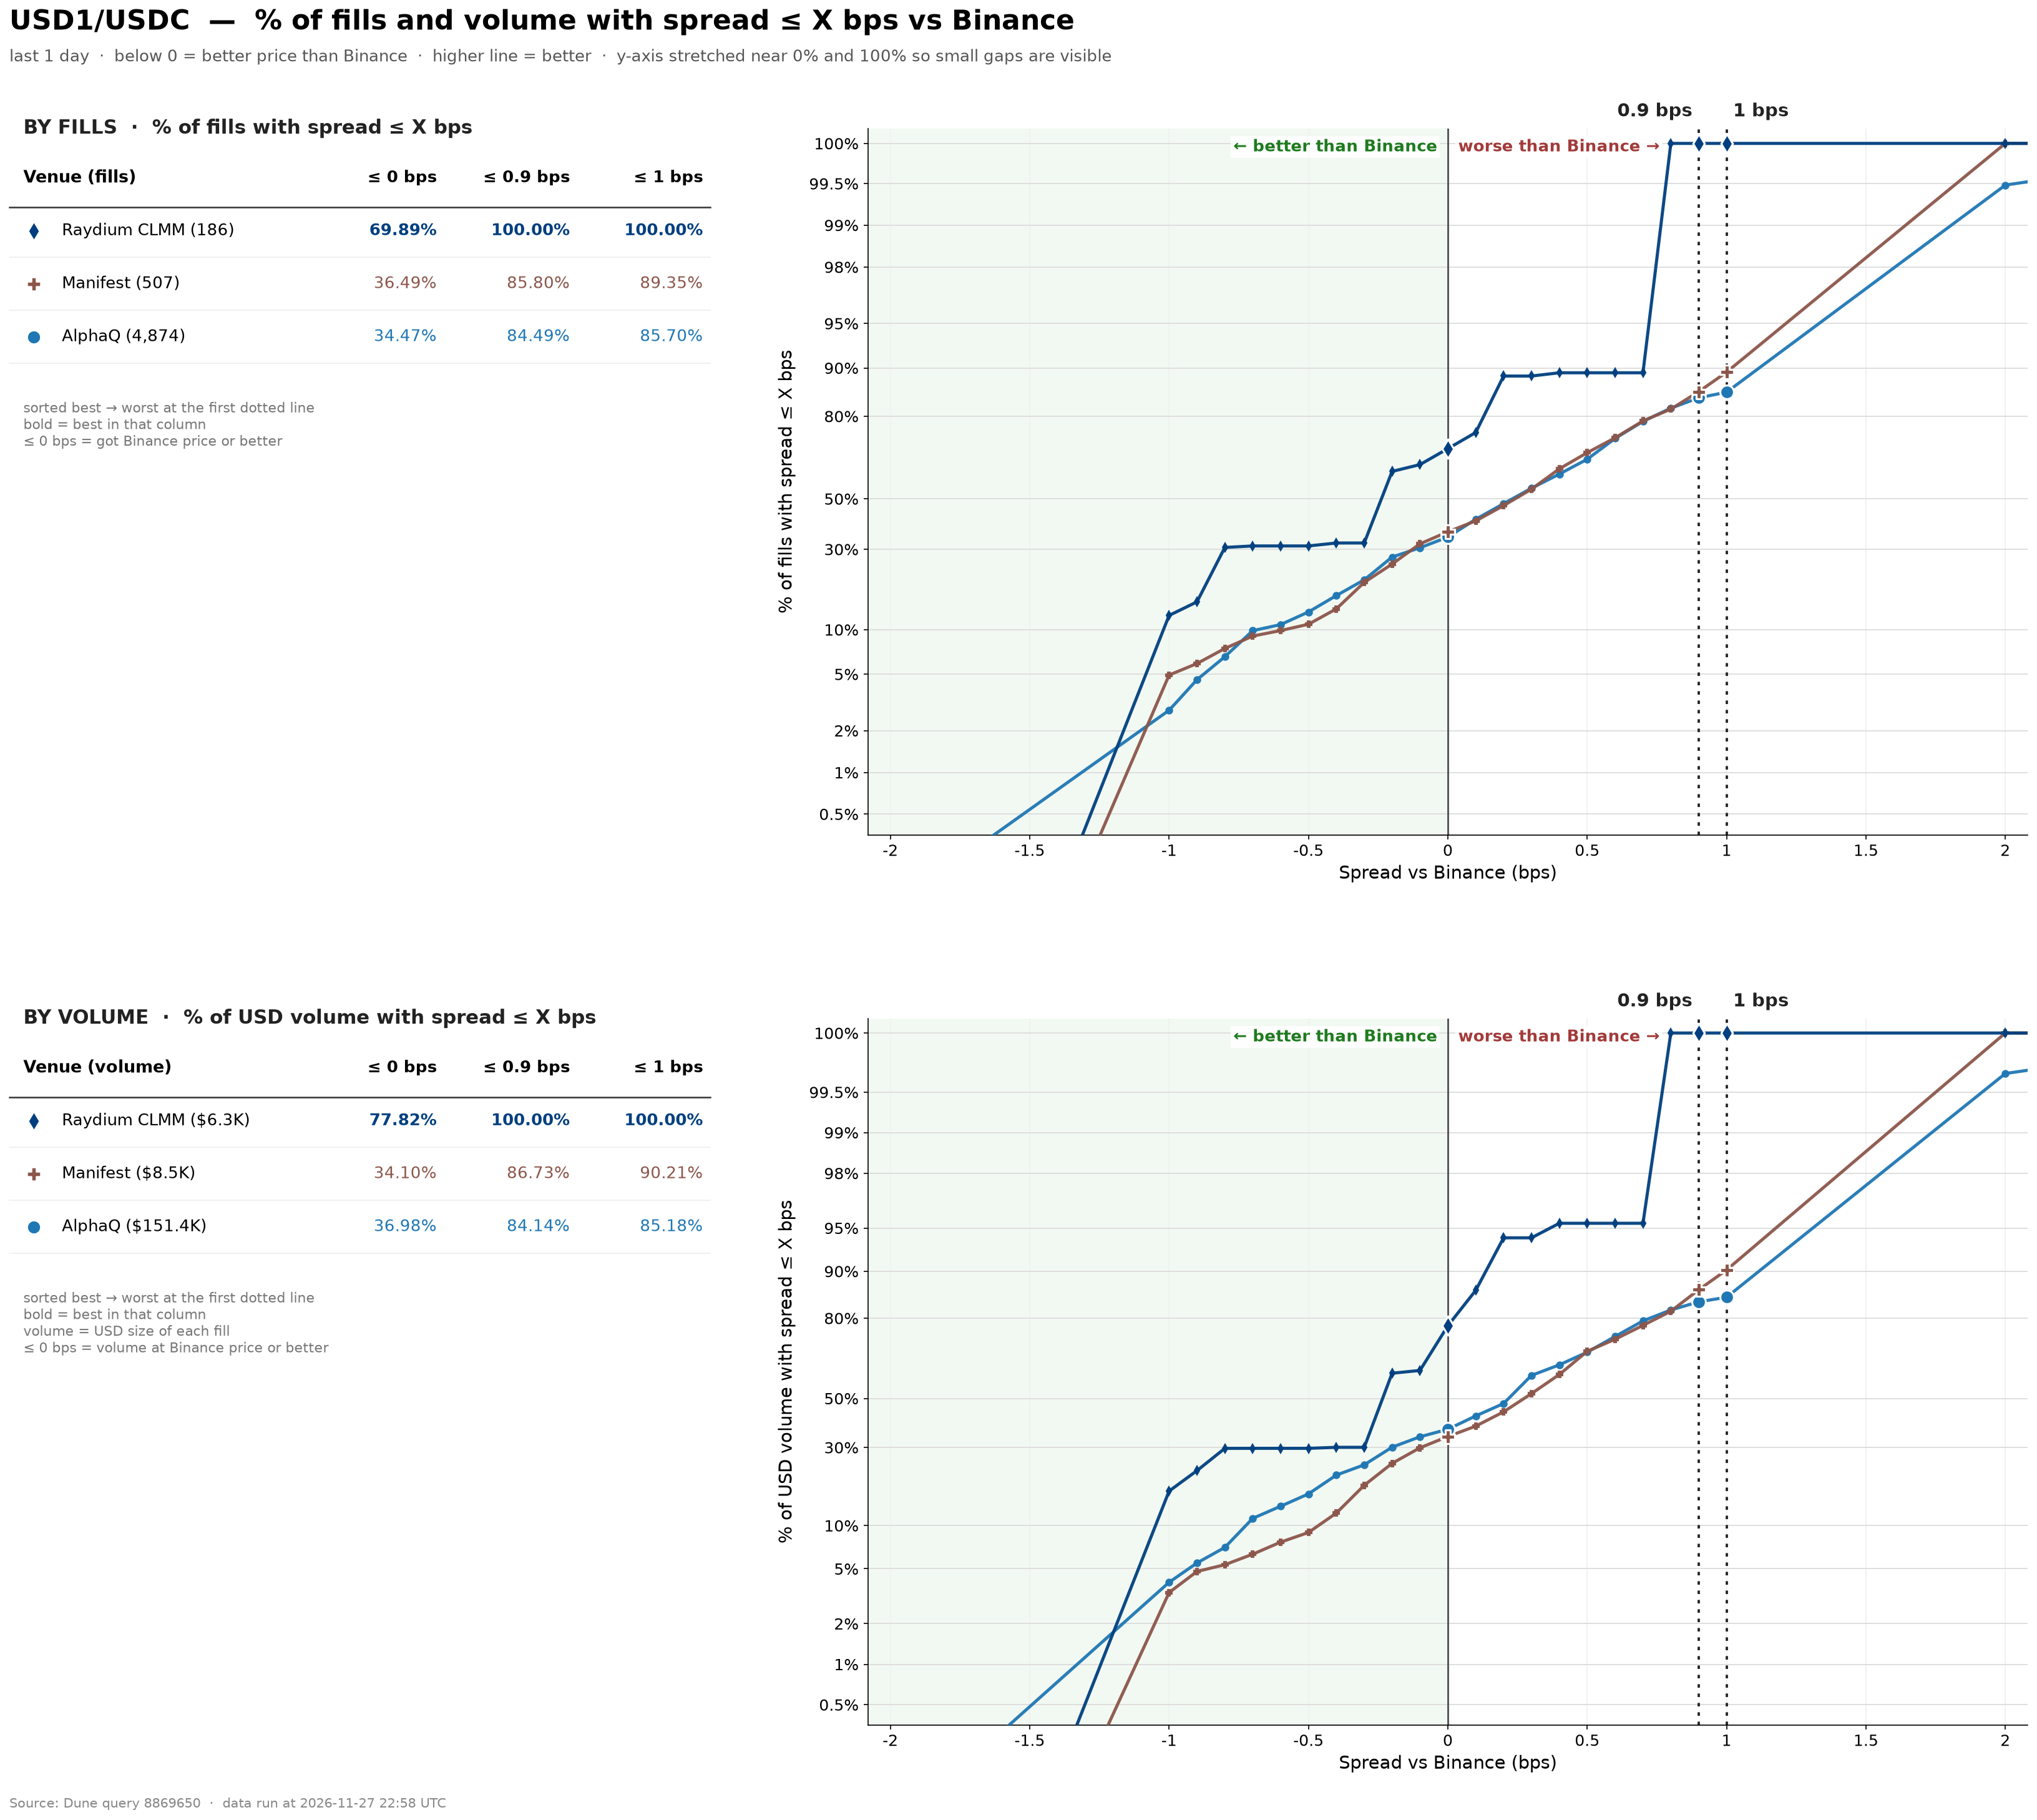 USD1/USDC — % of fills and volume with spread ≤ X bps vs Binance
last 1 day · below 0 = better price than Binance · higher line = better · y-axis stretched near 0% and 100% so small gaps are visible
BY FILLS · % of fills with spread ≤ X bps
Venue (fills) ≤ 0 bps ≤ 0.9 bps ≤ 1 bps
Raydium CLMM (186) 69.89% 100.00% 100.00%
Manifest (507) 36.49% 85.80% 89.35%
AlphaQ (4,874) 34.47% 84.49% 85.70%
sorted best → worst at the first dotted line
bold = best in that column
≤ 0 bps = got Binance price or better
0.9 bps 1 bps
← better than Binance worse than Binance →
% of fills with spread ≤ X bps
100%
99.5%
99%
98%
95%
90%
80%
50%
30%
10%
5%
2%
1%
0.5%
-2 -1.5 -1 -0.5 0 0.5 1 1.5 2
Spread vs Binance (bps)
BY VOLUME · % of USD volume with spread ≤ X bps
Venue (volume) ≤ 0 bps ≤ 0.9 bps ≤ 1 bps
Raydium CLMM ($6.3K) 77.82% 100.00% 100.00%
Manifest ($8.5K) 34.10% 86.73% 90.21%
AlphaQ ($151.4K) 36.98% 84.14% 85.18%
sorted best → worst at the first dotted line
bold = best in that column
volume = USD size of each fill
≤ 0 bps = volume at Binance price or better
0.9 bps 1 bps
← better than Binance worse than Binance →
% of USD volume with spread ≤ X bps
100%
99.5%
99%
98%
95%
90%
80%
50%
30%
10%
5%
2%
1%
0.5%
-2 -1.5 -1 -0.5 0 0.5 1 1.5 2
Spread vs Binance (bps)
Source: Dune query 8869650 · data run at 2026-11-27 22:58 UTC